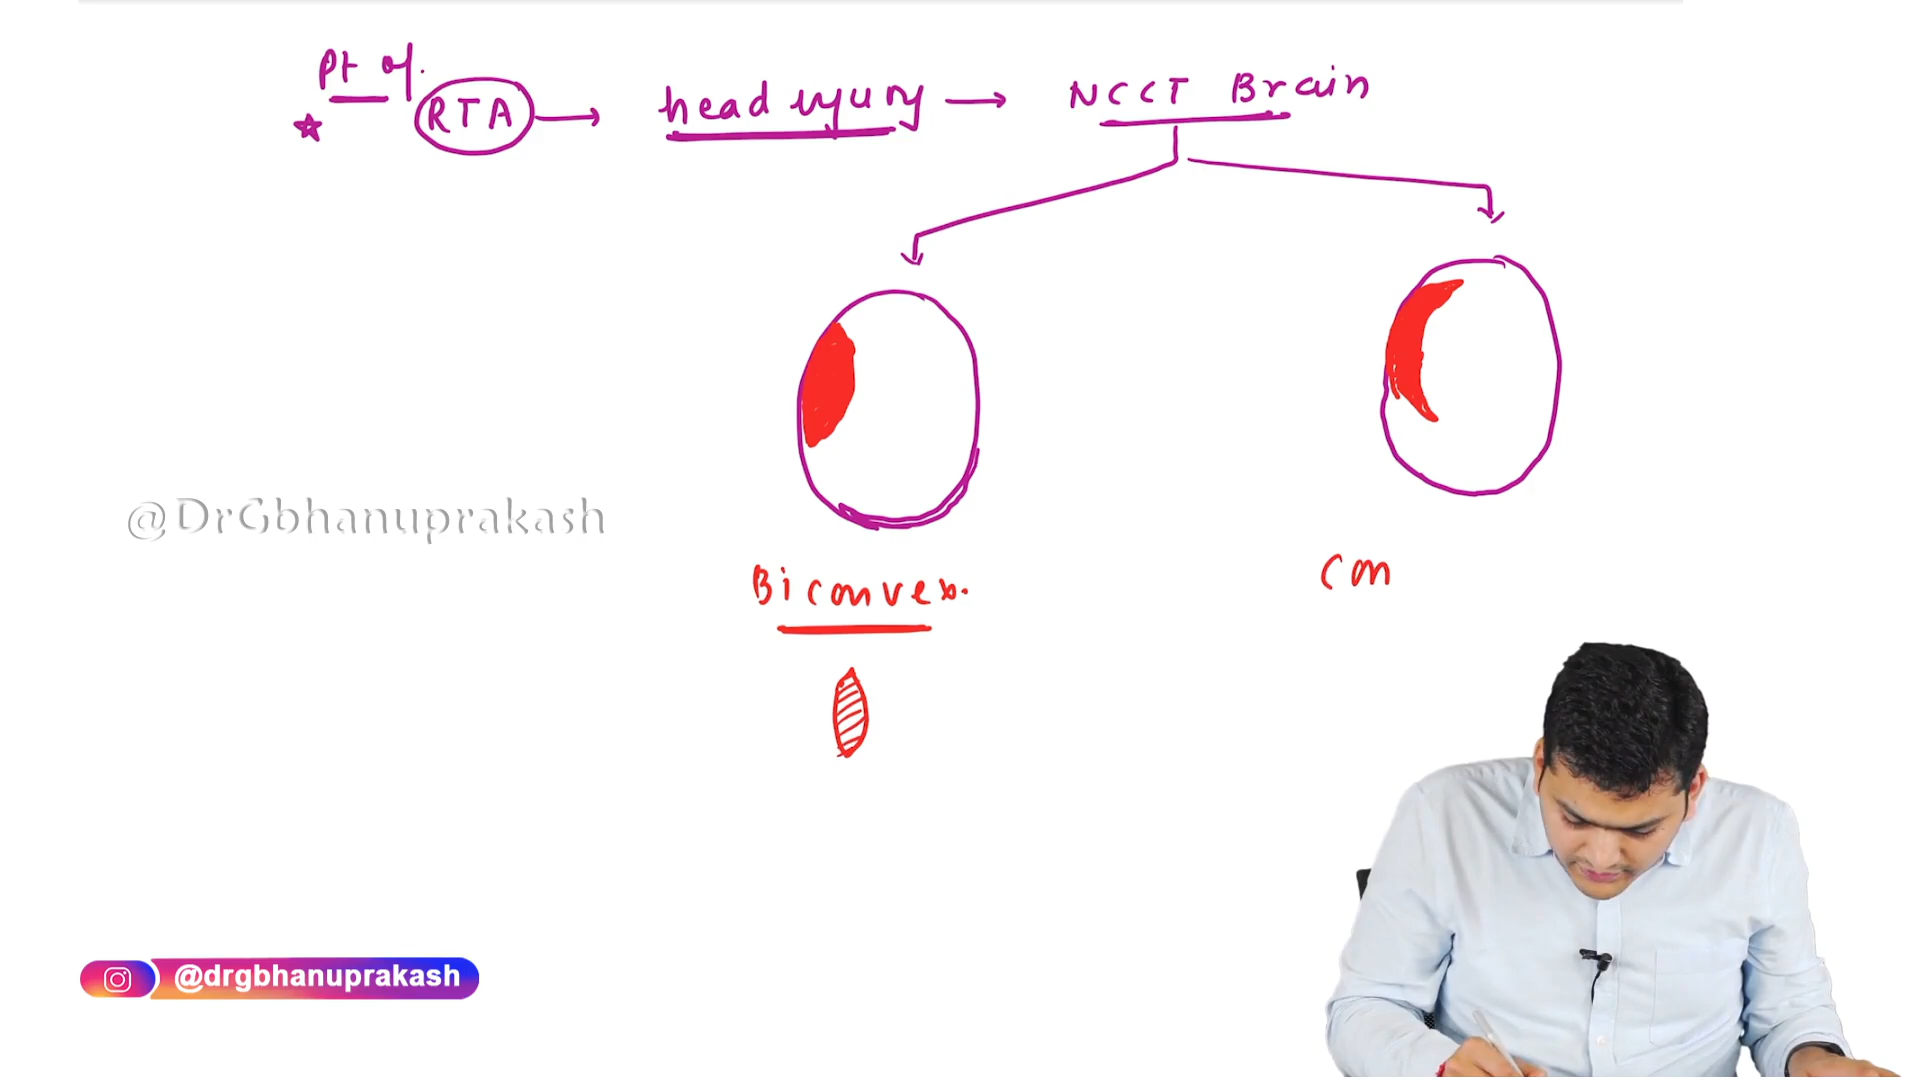 Pt of.
RTA → head injury → NCCT Brain
@DrGbhanuprakash
Biconvex.
Con
@drgbhanuprakash